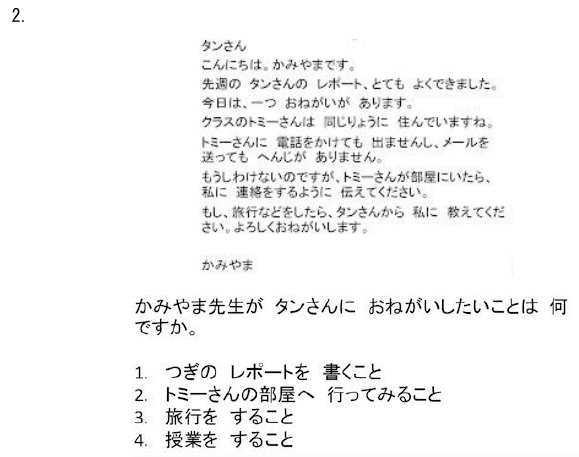 2.
タンさん
こんにちは。かみやまです。
先週の タンさんの レポート、とても よくできました。
今日は、一つ おねがいが あります。
クラスのトミーさんは 同じりょうに 住んでいますね。
トミーさんに 電話をかけても 出ませんし、メールを
送っても へんじが ありません。
もうしわけないのですが、トミーさんが部屋にいたら、
私に 連絡をするように 伝えてください。
もし、旅行などをしたら、タンさんから 私に 教えてくだ
さい。よろしくおねがいします。
かみやま
かみやま先生が タンさんに おねがいしたいことは 何
ですか。
1. つぎの レポートを 書くこと
2. トミーさんの部屋へ 行ってみること
3. 旅行を すること
4. 授業を すること